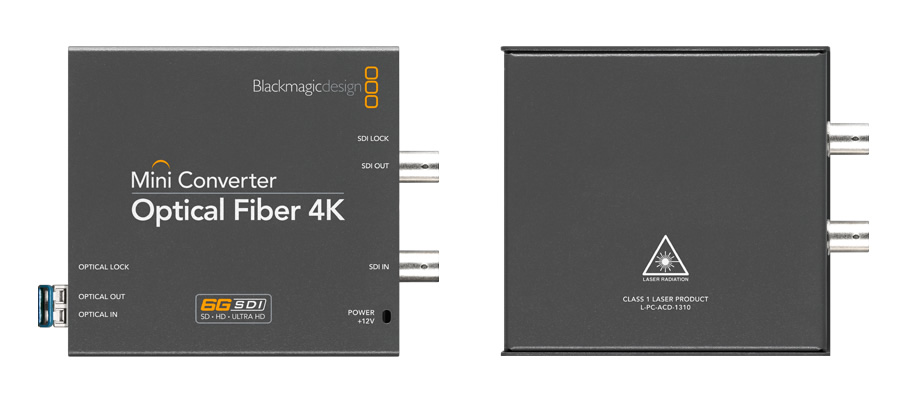 Blackmagicdesign
SDI LOCK
SDI OUT
Mini Converter
Optical Fiber 4K
OPTICAL LOCK
SDI IN
OPTICAL OUT
OPTICAL IN
6G SDI
SD • HD • ULTRA HD
POWER
+12V
LASER RADIATION
CLASS 1 LASER PRODUCT
L-PC-ACD-1310